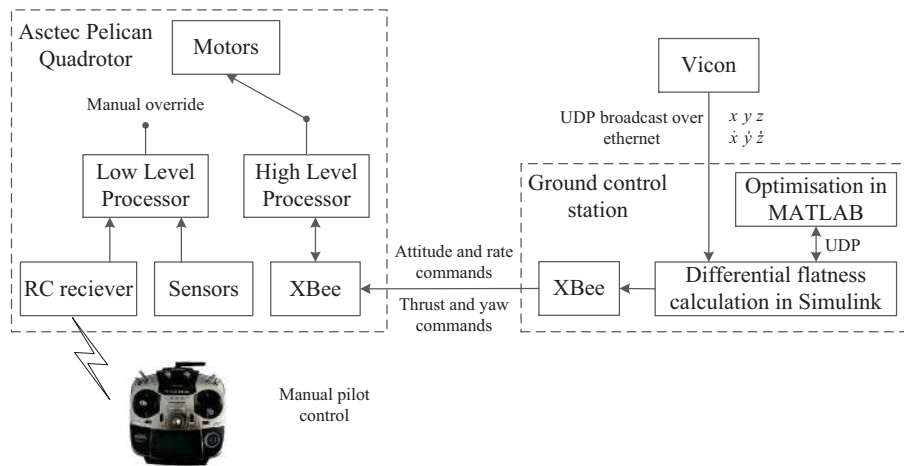 Asctec Pelican
Quadrotor
Motors
Manual override
Low Level
Processor
High Level
Processor
RC reciever
Sensors
XBee
Attitude and rate
commands
Thrust and yaw
commands
Vicon
UDP broadcast over
ethernet
x y z
ẋ ẏ ż
Ground control
station
Optimisation in
MATLAB
UDP
XBee
Differential flatness
calculation in Simulink
Manual pilot
control